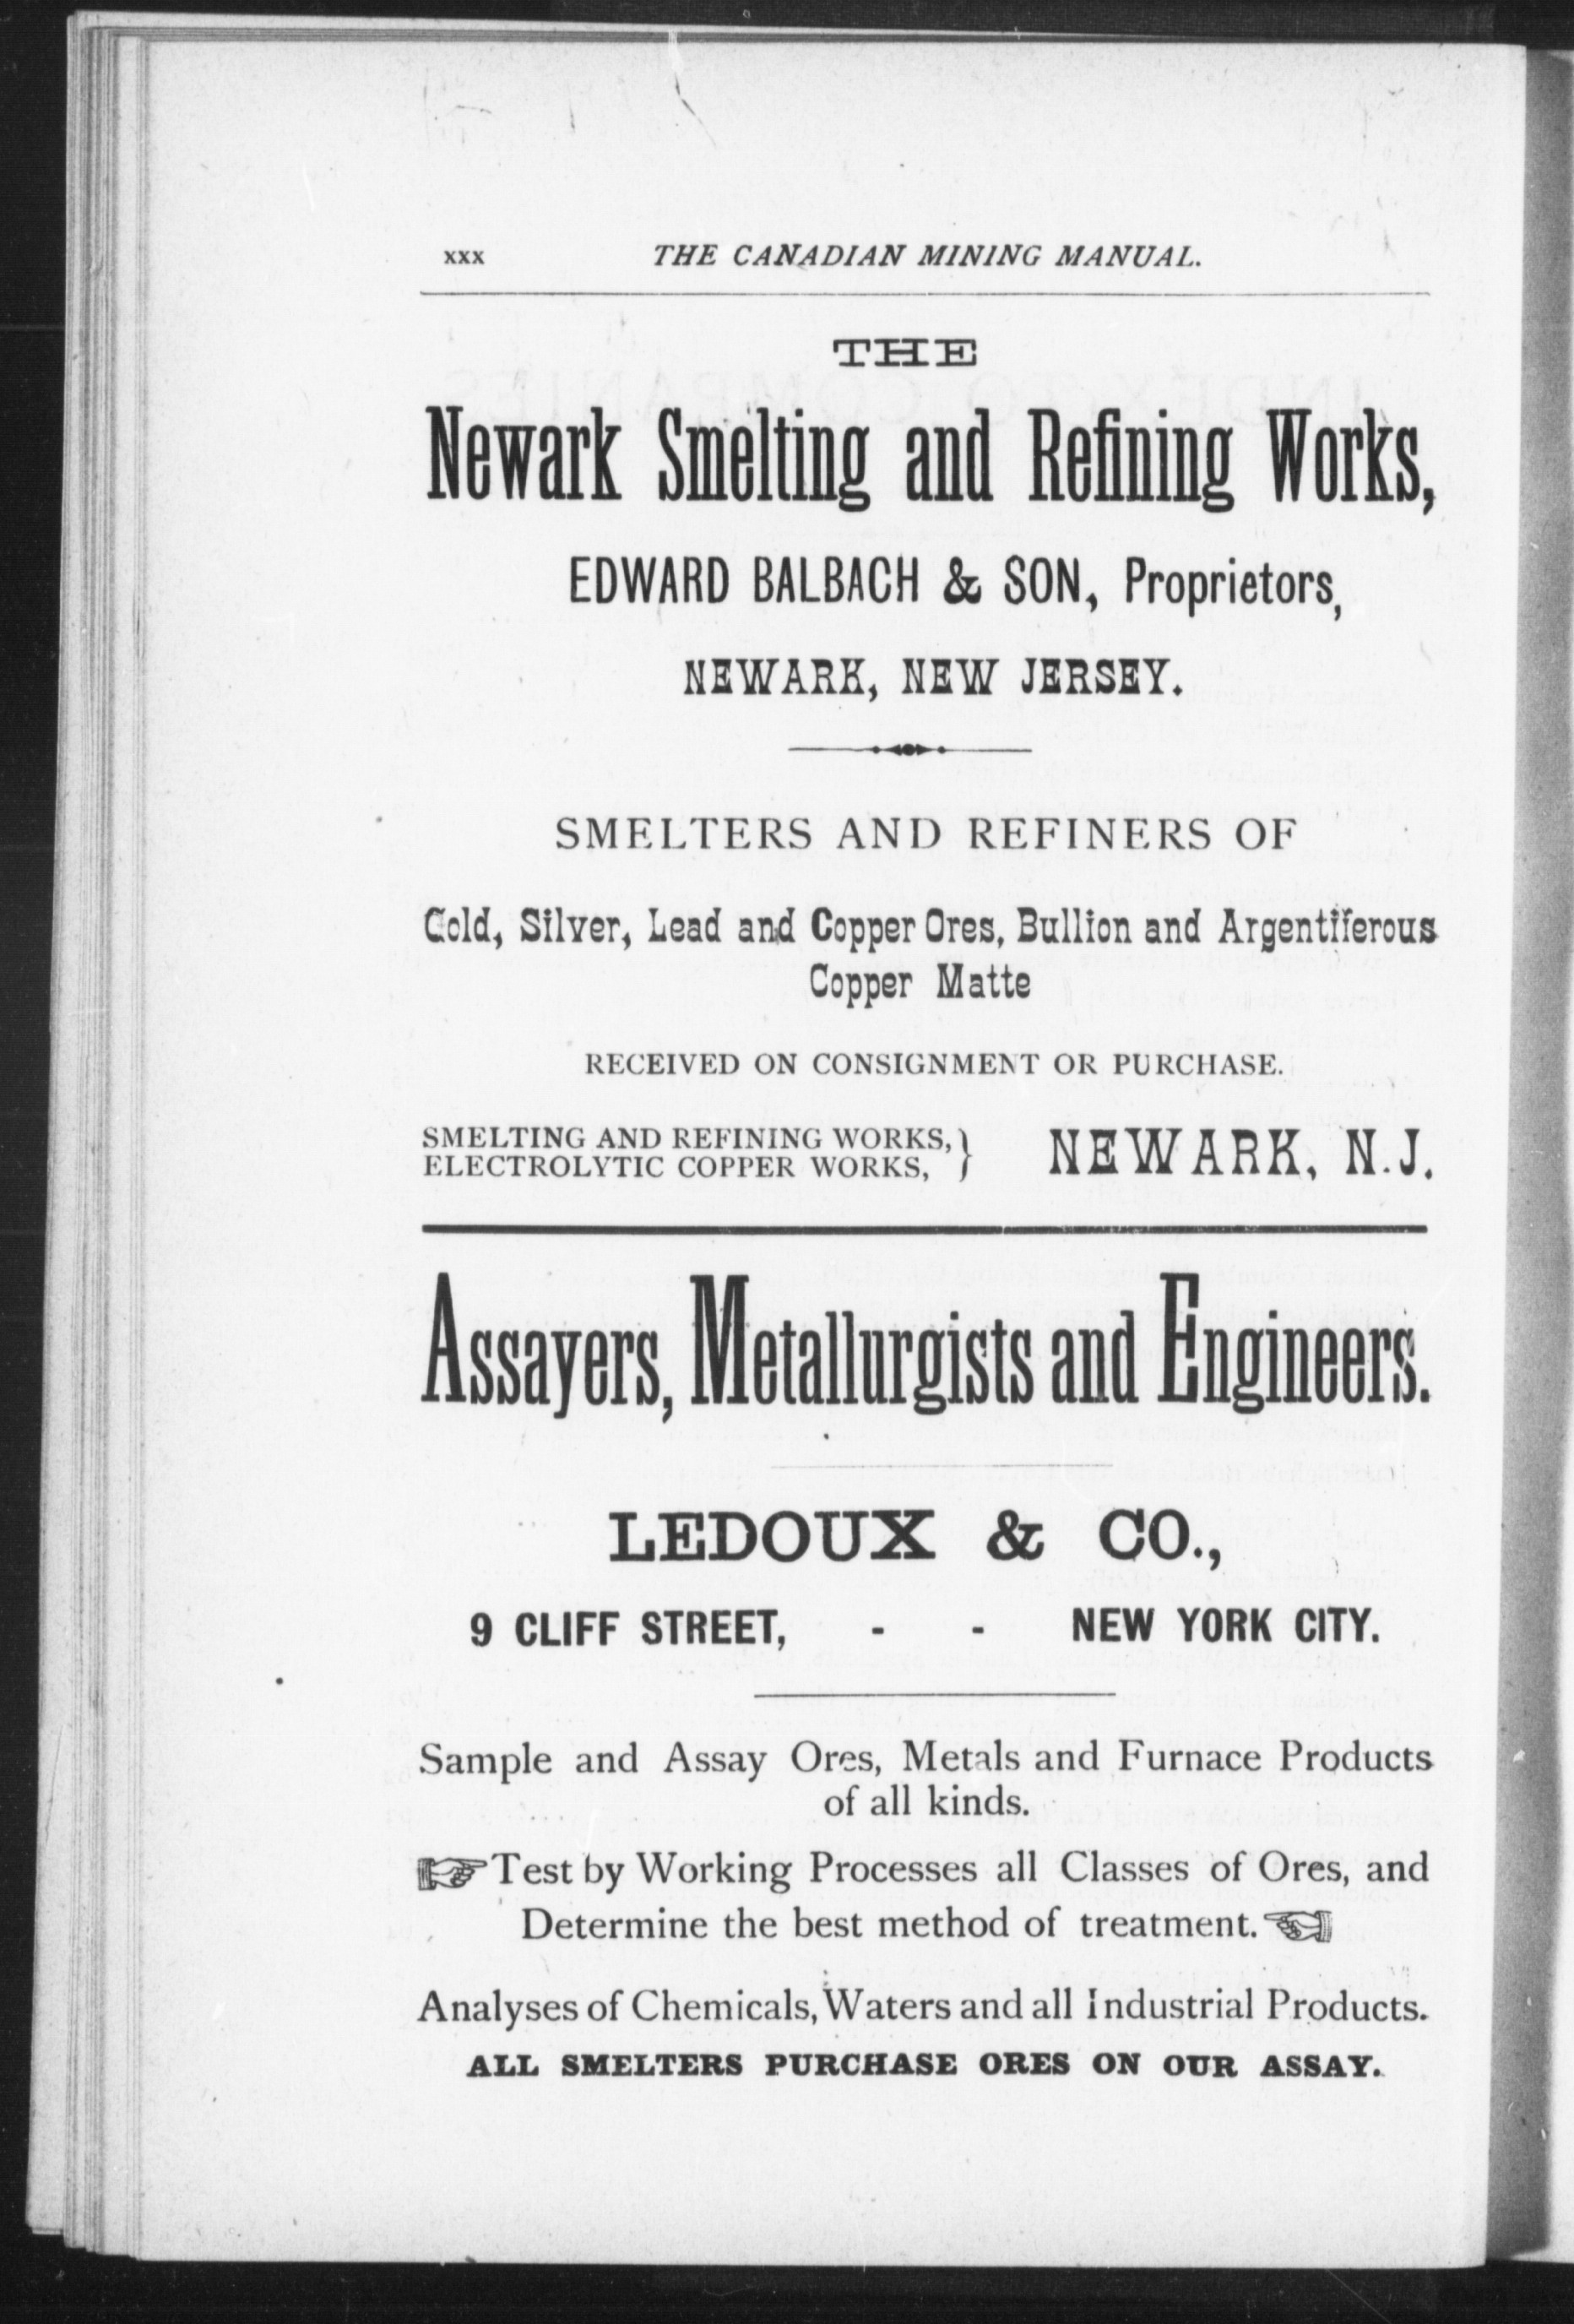 xxx THE CANADIAN MINING MANUAL.
THE
Newark Smelting and Refining Works,
EDWARD BALBACH & SON, Proprietors,
NEWARK, NEW JERSEY.
SMELTERS AND REFINERS OF
Gold, Silver, Lead and Copper Ores, Bullion and Argentiferous
Copper Matte
RECEIVED ON CONSIGNMENT OR PURCHASE.
SMELTING AND REFINING WORKS,
ELECTROLYTIC COPPER WORKS, } NEWARK, N.J.
Assayers, Metallurgists and Engineers.
LEDOUX & CO.,
9 CLIFF STREET, - - NEW YORK CITY.
Sample and Assay Ores, Metals and Furnace Products
of all kinds.
☞ Test by Working Processes all Classes of Ores, and
Determine the best method of treatment. ☜
Analyses of Chemicals, Waters and all Industrial Products.
ALL SMELTERS PURCHASE ORES ON OUR ASSAY.